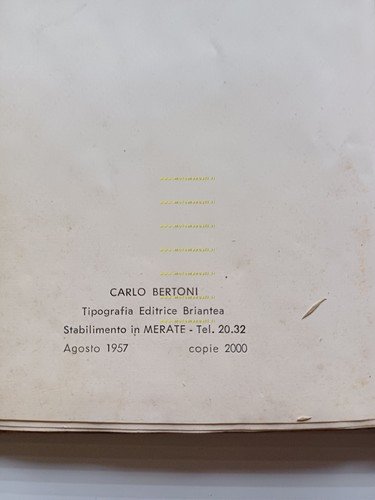 CARLO BERTONI
Tipografia Editrice Briantea
Stabilimento in MERATE - Tel. 20.32
Agosto 1957 copie 2000